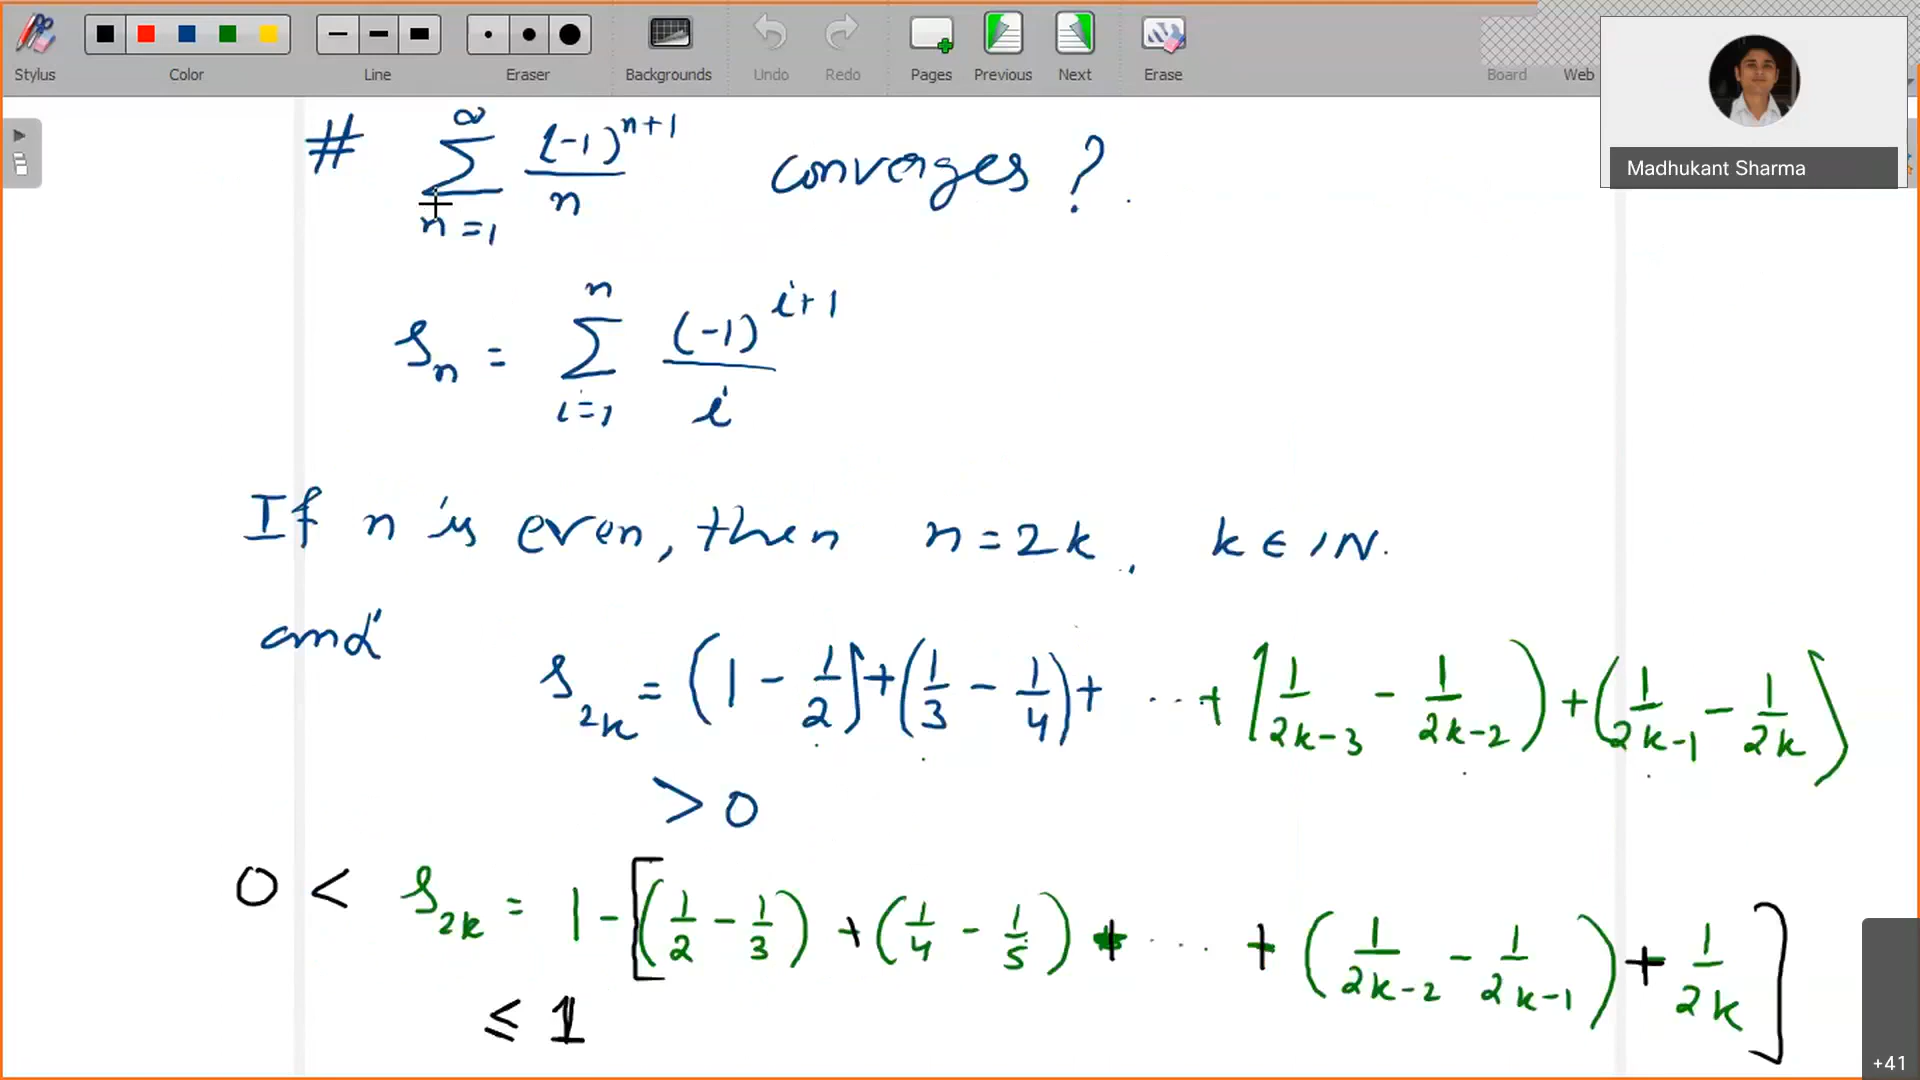 Stylus Color Line Eraser Backgrounds Undo Redo Pages Previous Next Erase Board Web
Madhukant Sharma
# ∑_{n=1}^{∞} (-1)^{n+1}/n converges ?
S_n = ∑_{i=1}^{n} (-1)^{i+1}/i
If n is even, then n = 2k, k ∈ IN.
and S_{2k} = (1 - 1/2) + (1/3 - 1/4) + ... + (1/(2k-3) - 1/(2k-2)) + (1/(2k-1) - 1/(2k))
> 0
0 < S_{2k} = 1 - [(1/2 - 1/3) + (1/4 - 1/5) + ... + (1/(2k-2) - 1/(2k-1)) + 1/(2k)]
≤ 1
+41